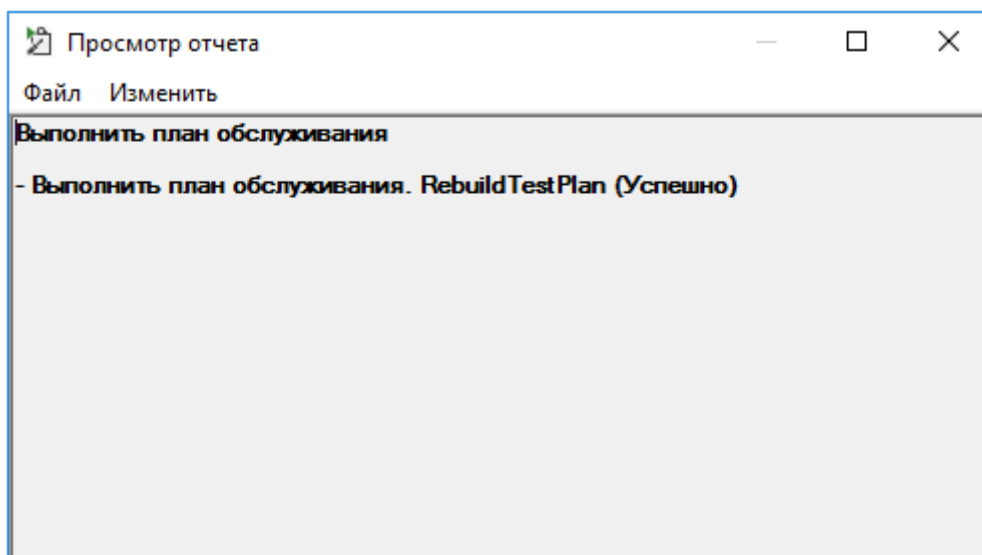 Просмотр отчета
Файл Изменить
Выполнить план обслуживания
- Выполнить план обслуживания. RebuildTestPlan (Успешно)